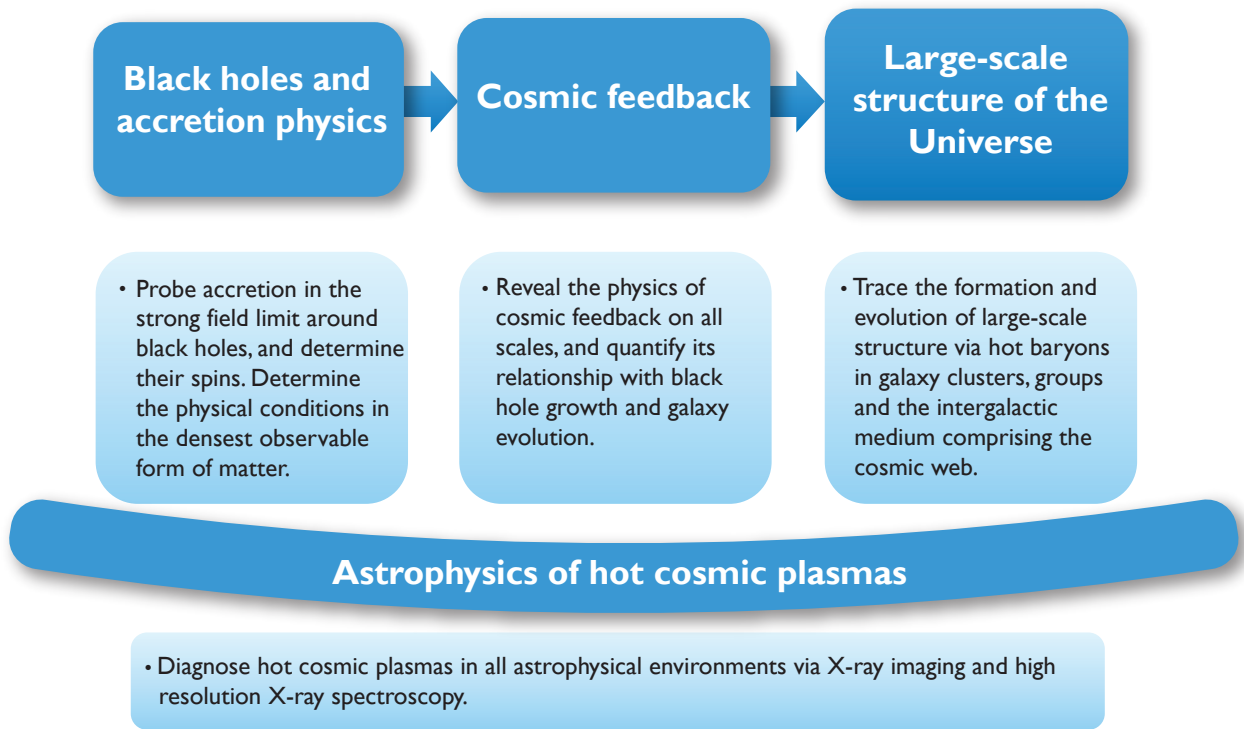 Black holes and
accretion physics
Cosmic feedback
Large-scale
structure of the
Universe
• Probe accretion in the
strong field limit around
black holes, and determine
their spins. Determine
the physical conditions in
the densest observable
form of matter.
• Reveal the physics of
cosmic feedback on all
scales, and quantify its
relationship with black
hole growth and galaxy
evolution.
• Trace the formation and
evolution of large-scale
structure via hot baryons
in galaxy clusters, groups
and the intergalactic
medium comprising the
cosmic web.
Astrophysics of hot cosmic plasmas
• Diagnose hot cosmic plasmas in all astrophysical environments via X-ray imaging and high
resolution X-ray spectroscopy.